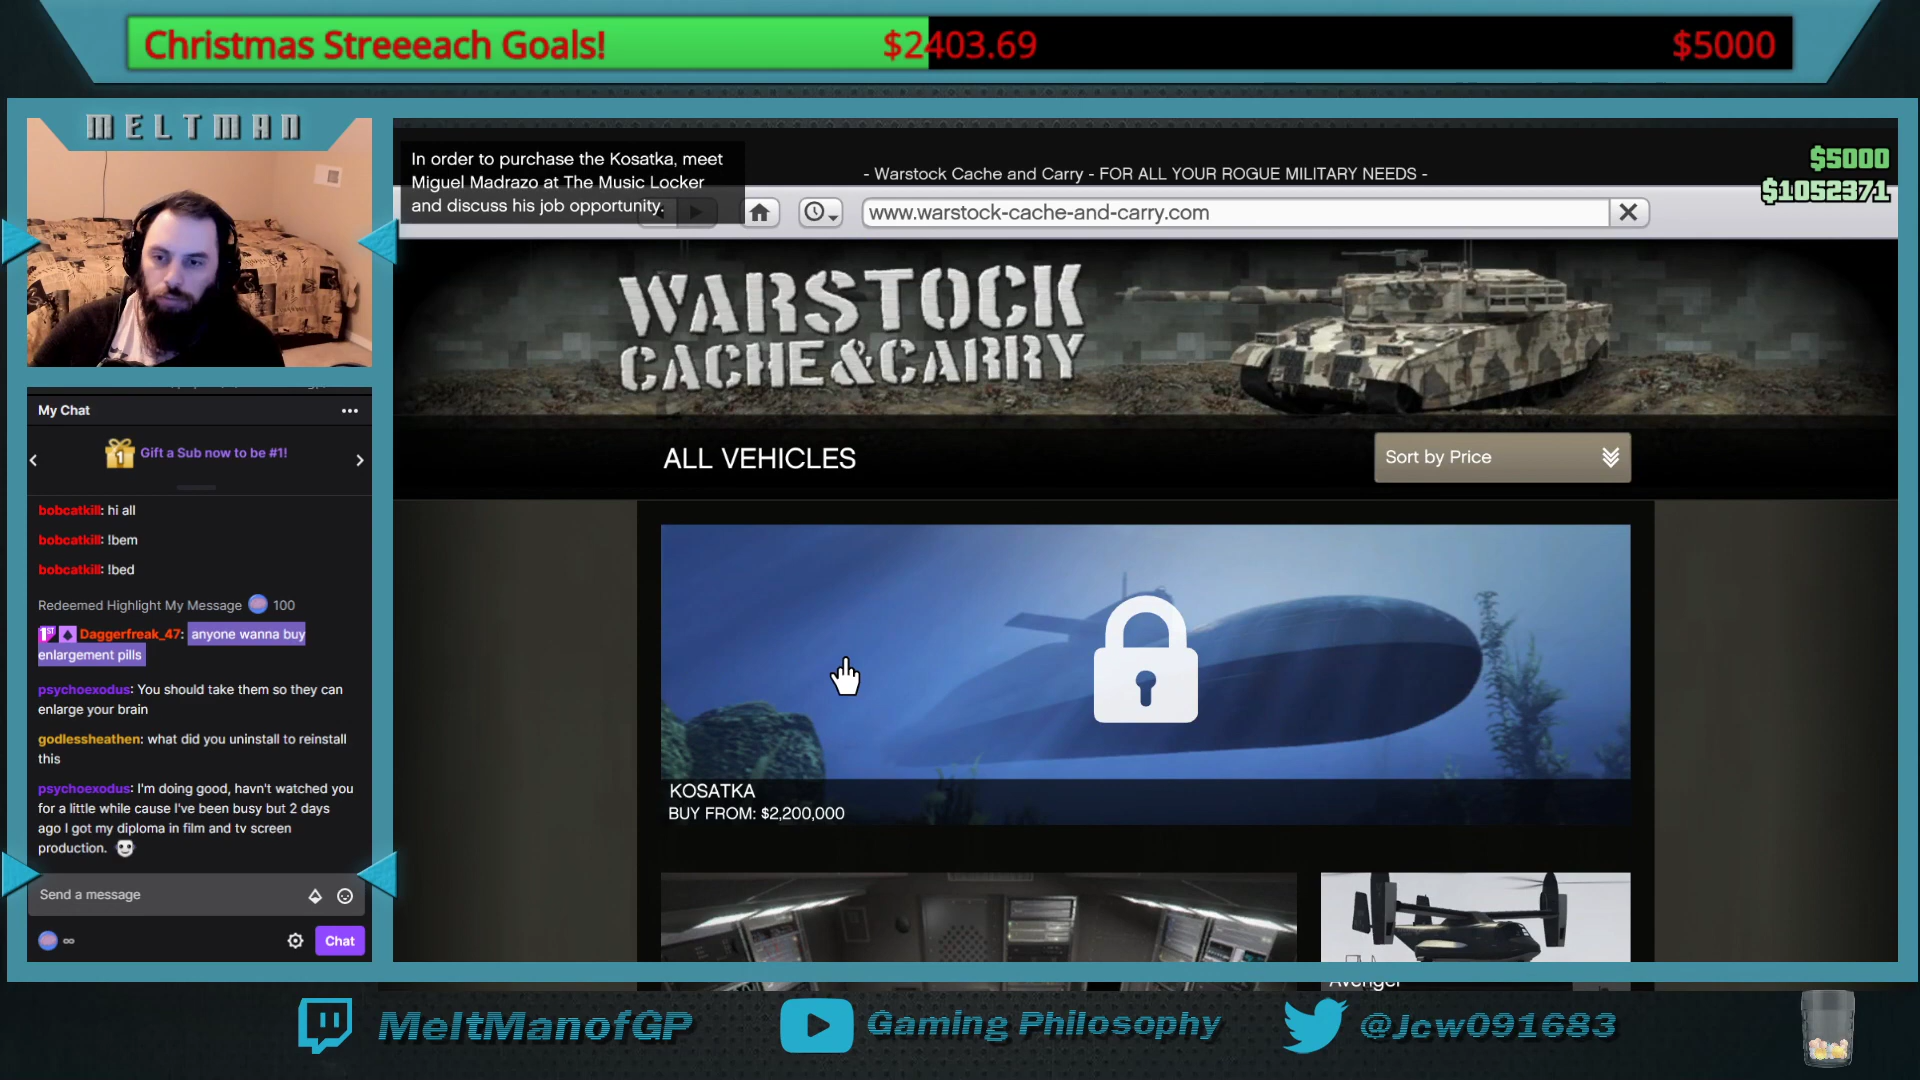 Christmas Streeeach Goals!
$2403.69
$5000
MELTMAN
In order to purchase the Kosatka, meet
Miguel Madrazo at The Music Locker
and discuss his job opportunity.
- Warstock Cache and Carry - FOR ALL YOUR ROGUE MILITARY NEEDS -
www.warstock-cache-and-carry.com
$5000
$1052371
WARSTOCK
CACHE & CARRY
ALL VEHICLES
Sort by Price
KOSATKA
BUY FROM: $2,200,000
Avenger
My Chat
1
Gift a Sub now to be #1!
bobcatkill: hi all
bobcatkill: !bem
bobcatkill: !bed
Redeemed Highlight My Message 100
1ST Daggerfreak_47: anyone wanna buy
enlargement pills
psychoexodus: You should take them so they can
enlarge your brain
godlessheathen: what did you uninstall to reinstall
this
psychoexodus: I'm doing good, havn't watched you
for a little while cause I've been busy but 2 days
ago I got my diploma in film and tv screen
production.
Send a message
∞
Chat
MeltManofGP
Gaming Philosophy
@Jcw091683